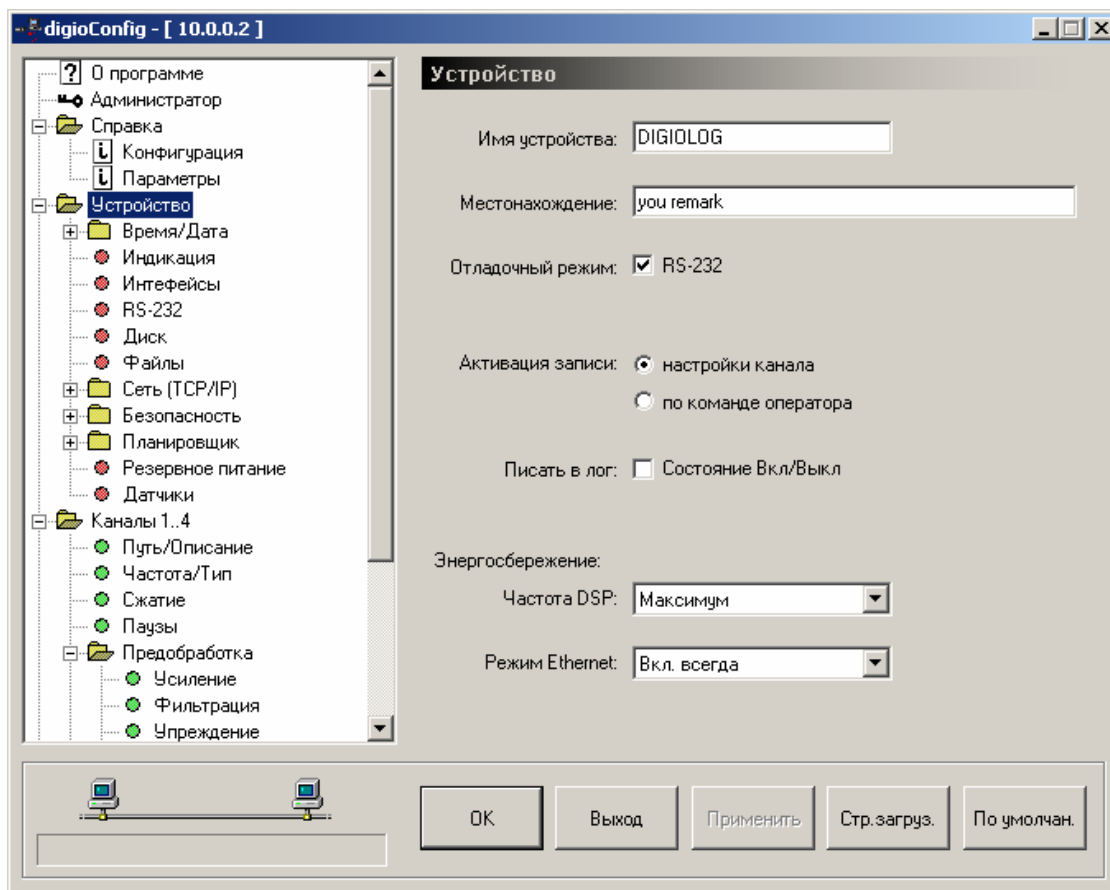 digioConfig - [ 10.0.0.2 ]
? О программе
Администратор
Справка
i Конфигурация
i Параметры
Устройство
Время/Дата
Индикация
Интефейсы
RS-232
Диск
Файлы
Сеть (TCP/IP)
Безопасность
Планировщик
Резервное питание
Датчики
Каналы 1..4
Путь/Описание
Частота/Тип
Сжатие
Паузы
Предобработка
Усиление
Фильтрация
Упреждение
Устройство
Имя устройства: DIGIOLOG
Местонахождение: you remark
Отладочный режим: RS-232
Активация записи: настройки канала
по команде оператора
Писать в лог: Состояние Вкл/Выкл
Энергосбережение:
Частота DSP: Максимум
Режим Ethernet: Вкл. всегда
OK Выход Применить Стр.загруз. По умолчан.